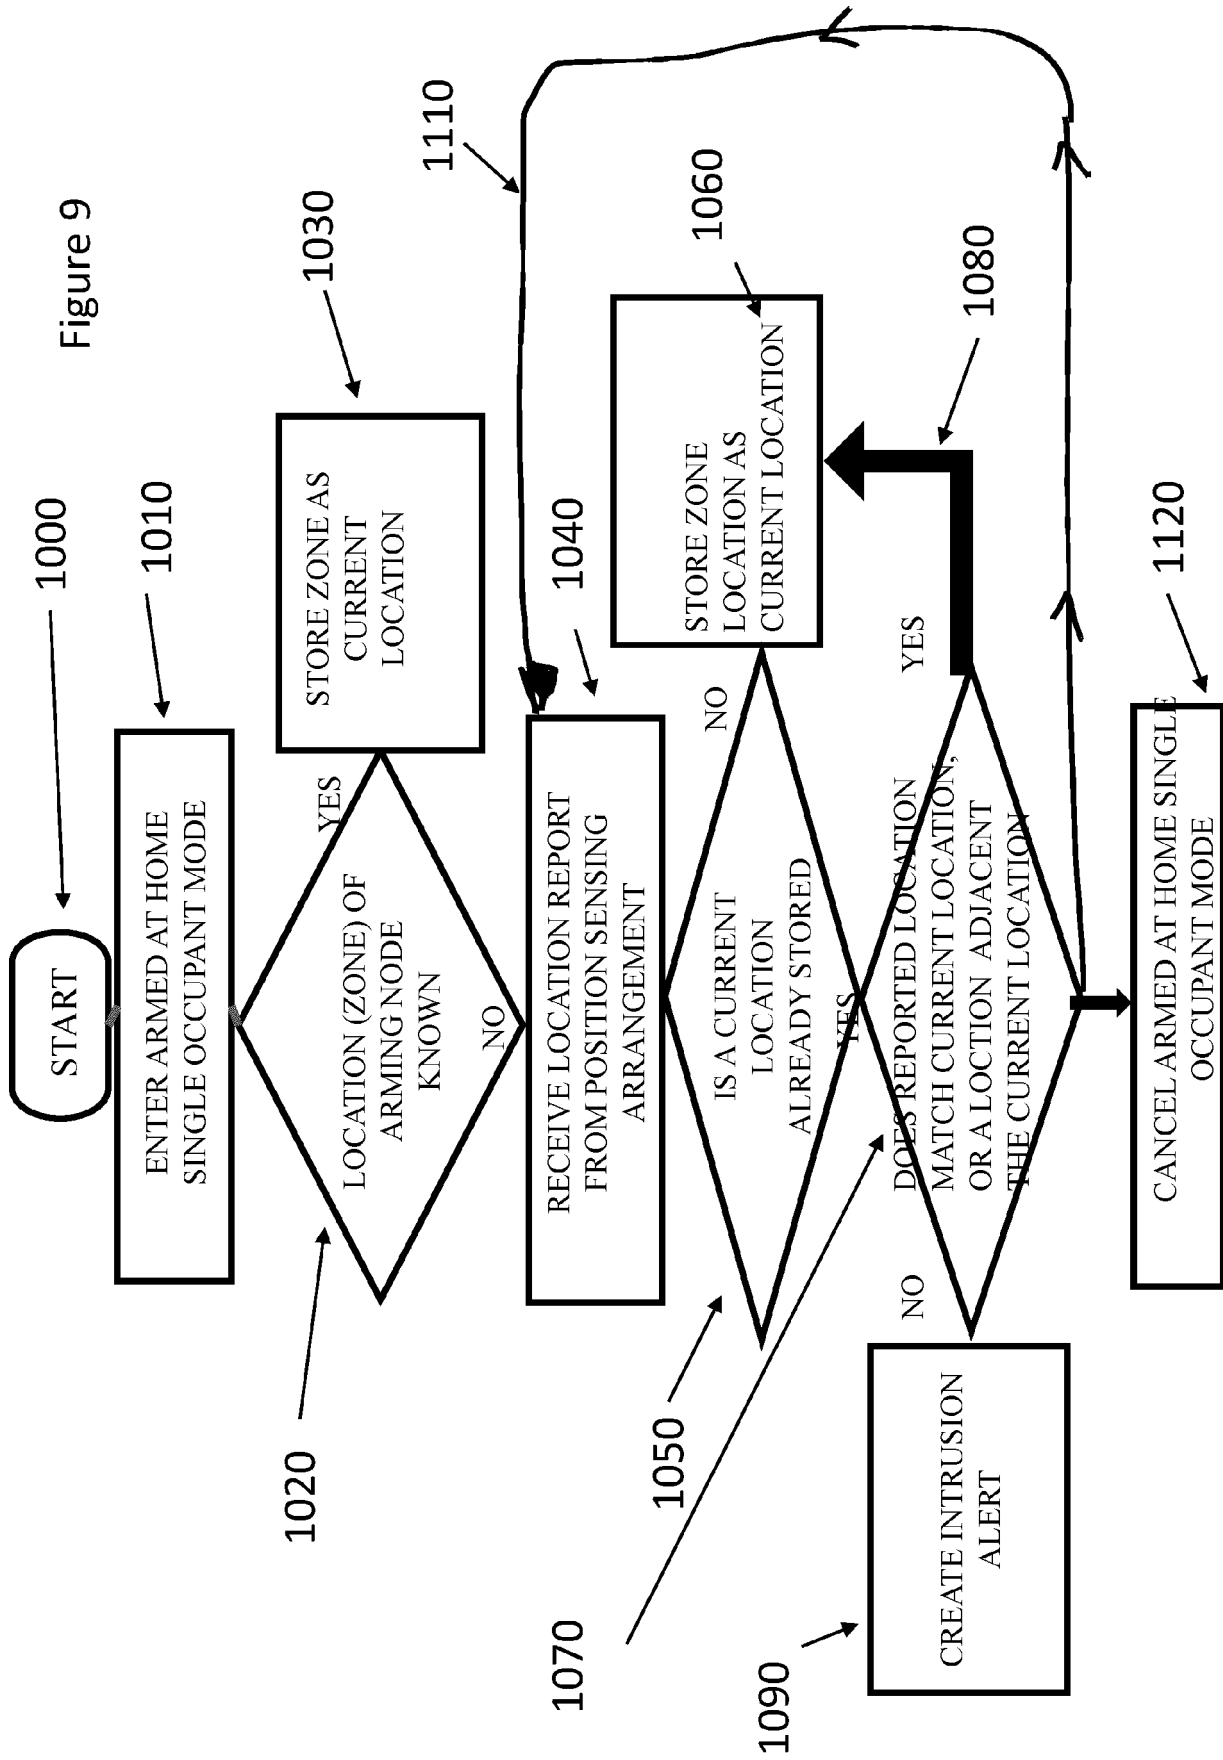 Figure 9
1000
START
1010
ENTER ARMED AT HOME
SINGLE OCCUPANT MODE
1020
LOCATION (ZONE) OF
ARMING NODE
KNOWN
YES
NO
1030
STORE ZONE AS
CURRENT
LOCATION
1110
1040
RECEIVE LOCATION REPORT
FROM POSITION SENSING
ARRANGEMENT
1050
IS A CURRENT
LOCATION
ALREADY STORED
NO
YES
1060
STORE ZONE
LOCATION AS
CURRENT LOCATION
1070
DOES REPORTED LOCATION
MATCH CURRENT LOCATION,
OR A LOCTION ADJACENT
THE CURRENT LOCATION
YES
1080
NO
1090
CREATE INTRUSION
ALERT
1120
CANCEL ARMED AT HOME SINGLE
OCCUPANT MODE